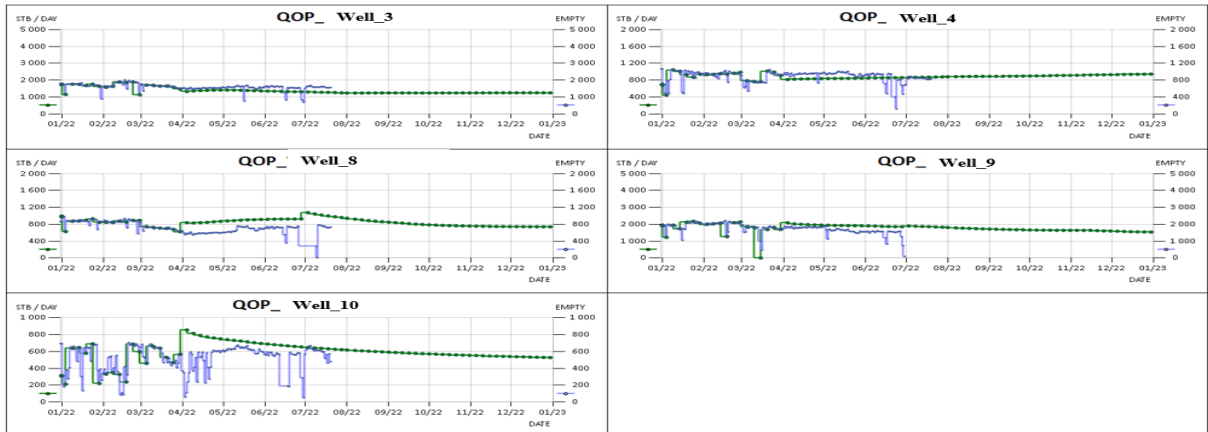 QOP_ Well_3
STB / DAY EMPTY
5 000 5 000
4 000 4 000
3 000 3 000
2 000 2 000
1 000 1 000
0 0
01/22 02/22 03/22 04/22 05/22 06/22 07/22 08/22 09/22 10/22 11/22 12/22 01/23
DATE
QOP_ Well_4
STB / DAY EMPTY
2 000 2 000
1 600 1 600
1 200 1 200
800 800
400 400
0 0
01/22 02/22 03/22 04/22 05/22 06/22 07/22 08/22 09/22 10/22 11/22 12/22 01/23
DATE
QOP_ Well_8
STB / DAY EMPTY
2 000 2 000
1 600 1 600
1 200 1 200
800 800
400 400
0 0
01/22 02/22 03/22 04/22 05/22 06/22 07/22 08/22 09/22 10/22 11/22 12/22 01/23
DATE
QOP_ Well_9
STB / DAY EMPTY
5 000 5 000
4 000 4 000
3 000 3 000
2 000 2 000
1 000 1 000
0 0
01/22 02/22 03/22 04/22 05/22 06/22 07/22 08/22 09/22 10/22 11/22 12/22 01/23
DATE
QOP_ Well_10
STB / DAY EMPTY
1 000 1 000
800 800
600 600
400 400
200 200
0 0
01/22 02/22 03/22 04/22 05/22 06/22 07/22 08/22 09/22 10/22 11/22 12/22 01/23
DATE